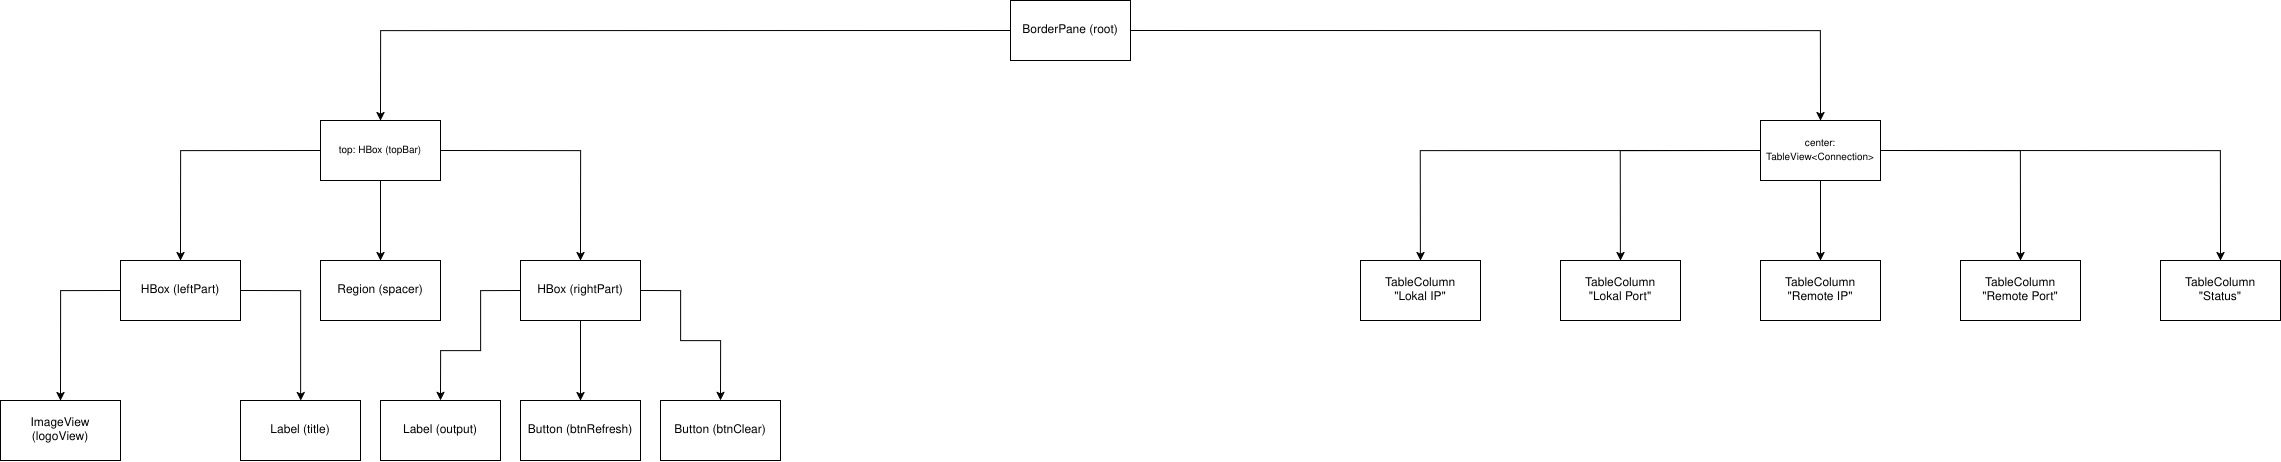 BorderPane (root)
top: HBox (topBar)
center:
TableView<Connection>
HBox (leftPart)
Region (spacer)
HBox (rightPart)
TableColumn
"Lokal IP"
TableColumn
"Lokal Port"
TableColumn
"Remote IP"
TableColumn
"Remote Port"
TableColumn
"Status"
ImageView
(logoView)
Label (title)
Label (output)
Button (btnRefresh)
Button (btnClear)